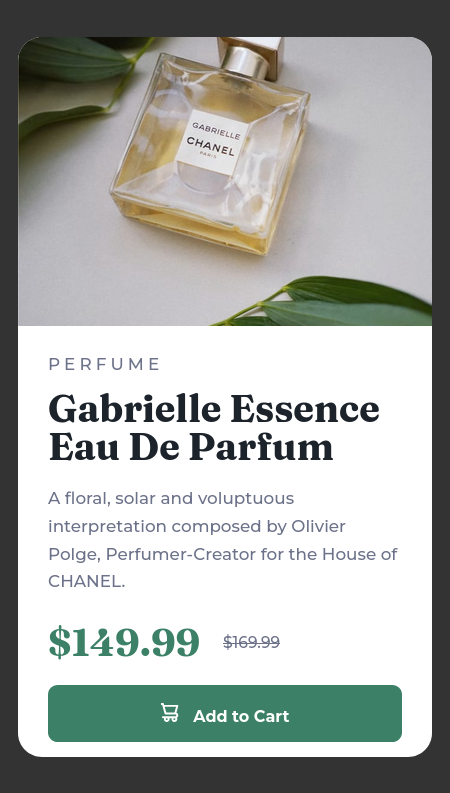 GABRIELLE
CHANEL
PARIS
PERFUME
Gabrielle Essence
Eau De Parfum
A floral, solar and voluptuous
interpretation composed by Olivier
Polge, Perfumer-Creator for the House of
CHANEL.
$149.99 $169.99
Add to Cart